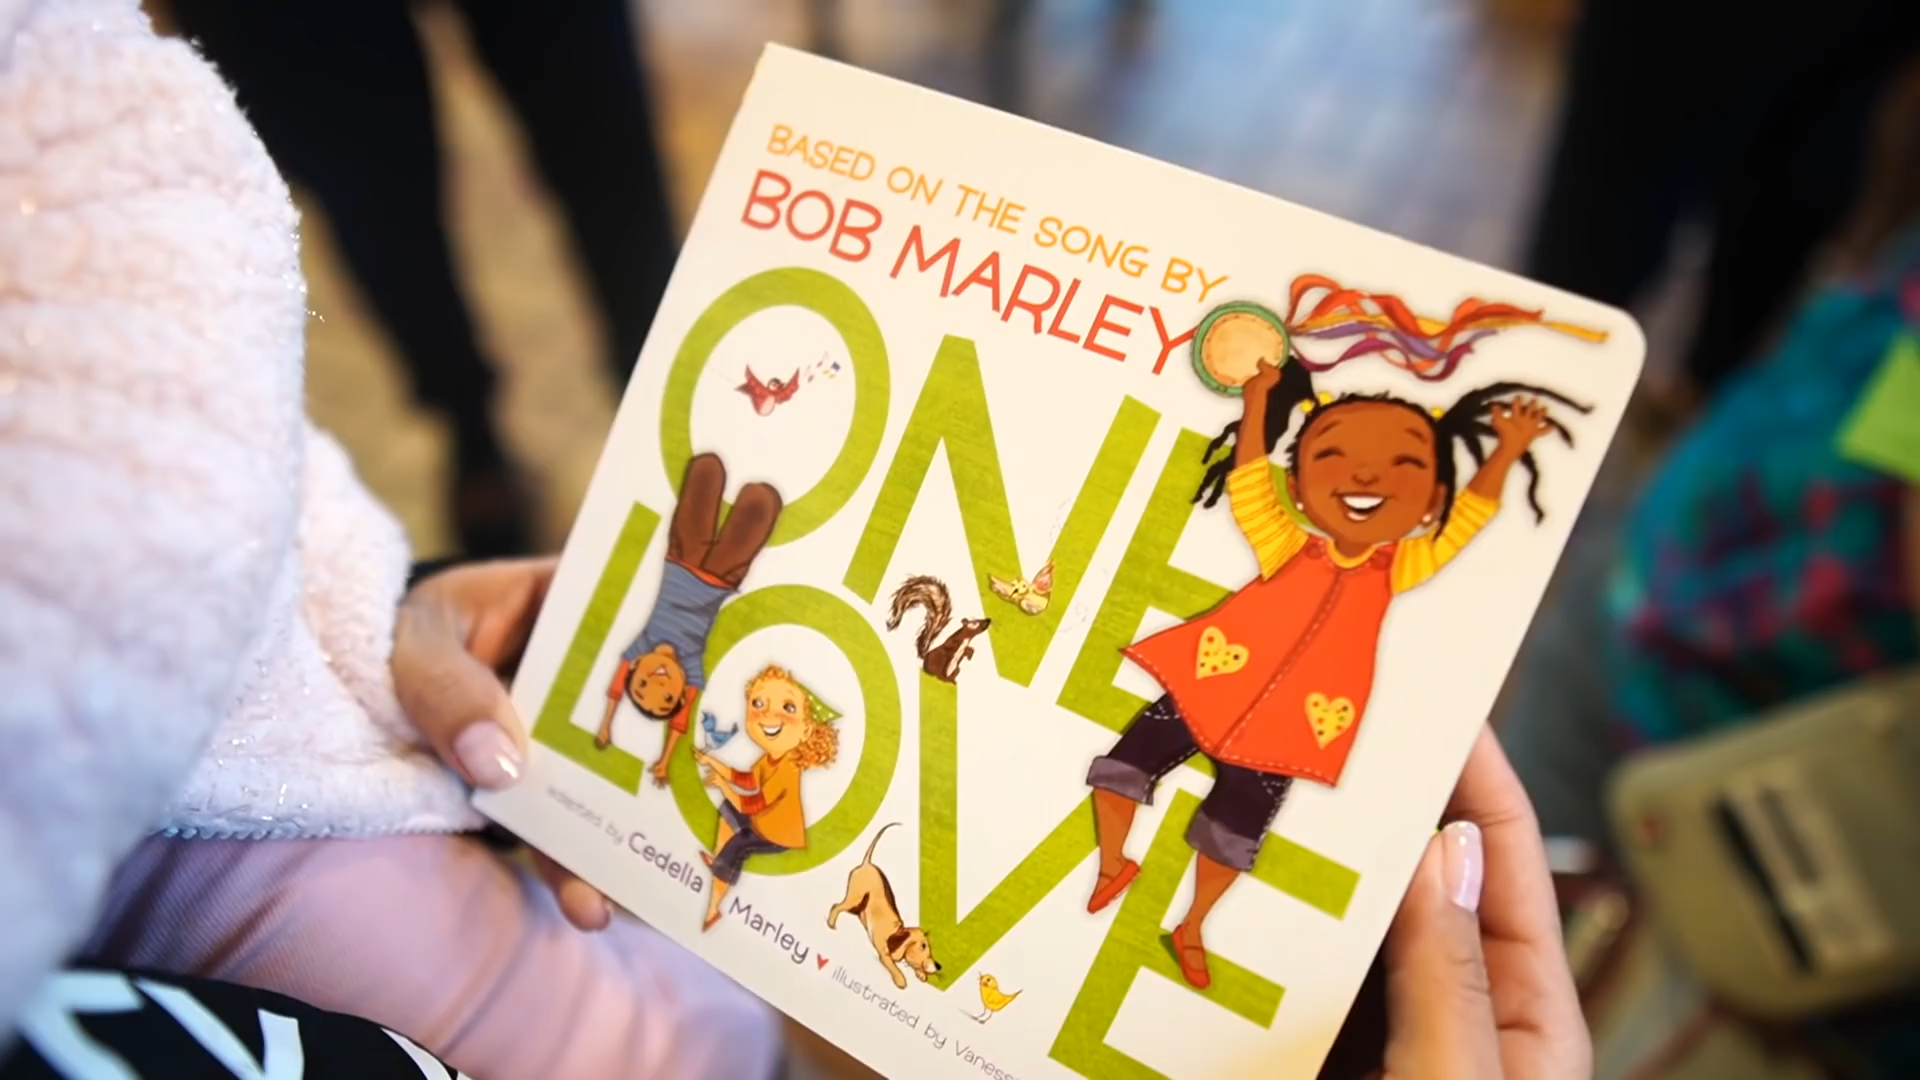 BASED ON THE SONG BY
BOB MARLEY
ONE
LOVE
adapted by Cedella Marley ♥ illustrated by Vaness